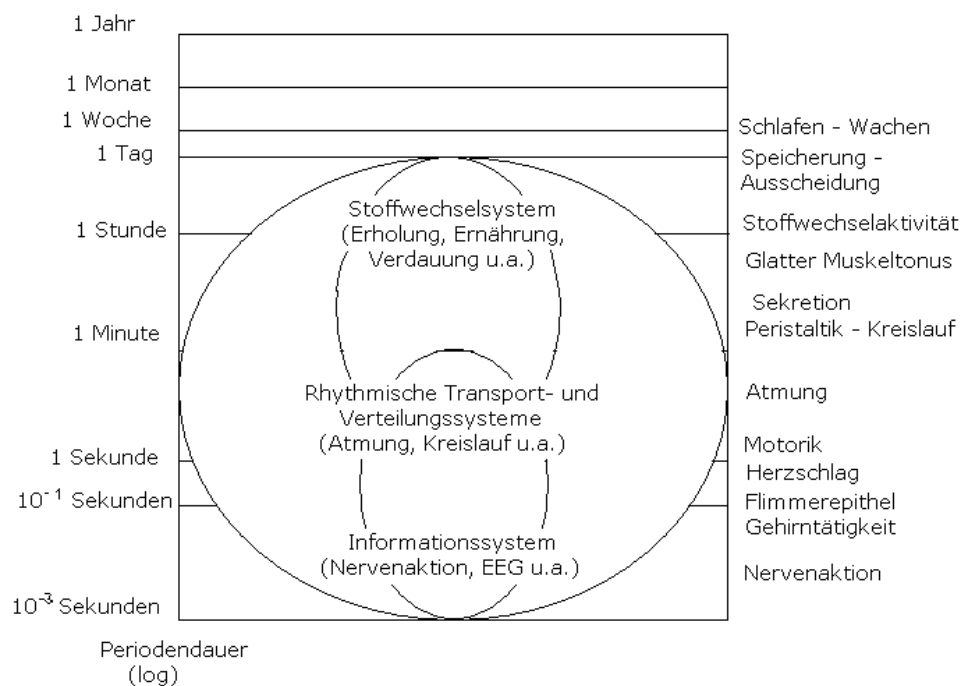 1 Jahr
1 Monat
1 Woche
Schlafen - Wachen
1 Tag
Speicherung -
Ausscheidung
Stoffwechselsystem
(Erholung, Ernährung,
Verdauung u.a.)
1 Stunde
Stoffwechselaktivität
Glatter Muskeltonus
Sekretion
1 Minute
Peristaltik - Kreislauf
Rhythmische Transport- und
Verteilungssysteme
(Atmung, Kreislauf u.a.)
Atmung
Motorik
1 Sekunde
Herzschlag
10⁻¹ Sekunden
Flimmerepithel
Gehirntätigkeit
Informationssystem
(Nervenaktion, EEG u.a.)
Nervenaktion
10⁻³ Sekunden
Periodendauer
(log)